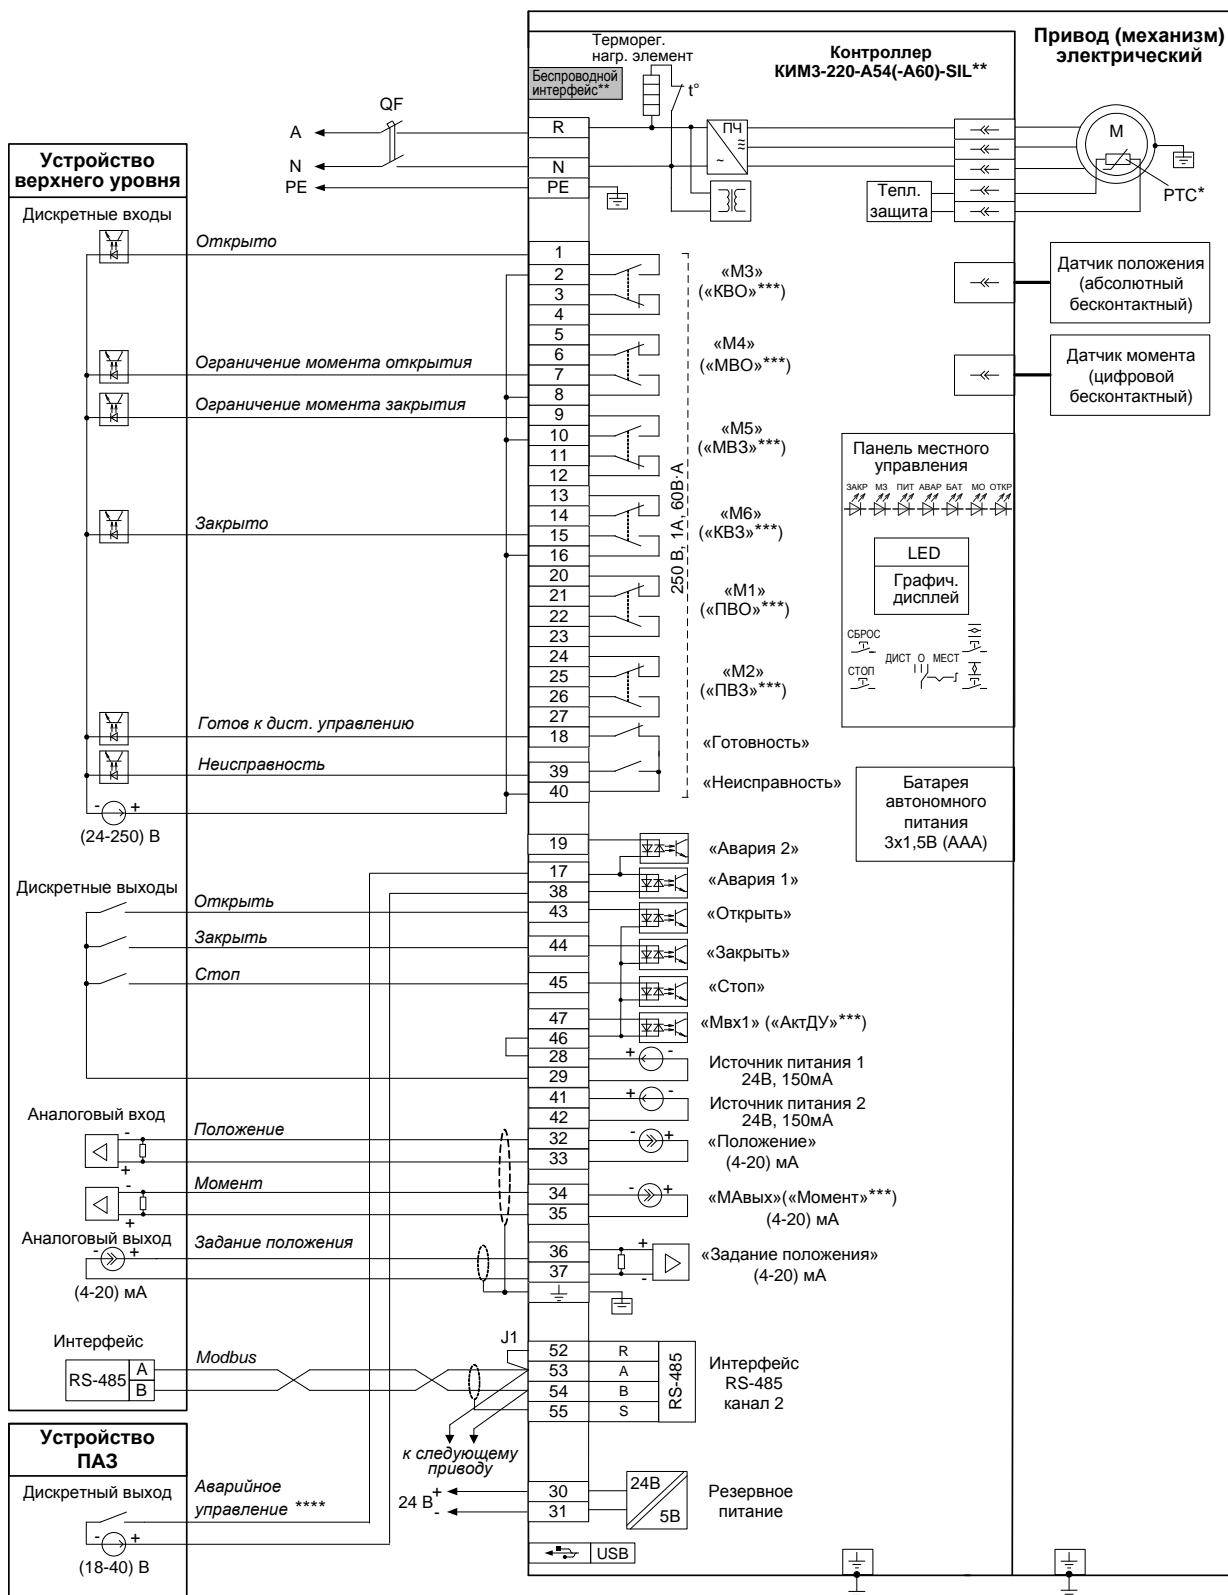 Привод (механизм)
электрический
Контроллер
КИМ3-220-А54(-А60)-SIL**
Терморег.
нагр. элемент
Беспроводной
интерфейс**
t°
QF
A
N
PE
R
N
PE
ПЧ
~
≂
M
PTC*
Тепл.
защита
Устройство
верхнего уровня
Дискретные входы
Открыто
1
2
3
4
«М3»
(«КВО»***)
Датчик положения
(абсолютный
бесконтактный)
5
6
7
8
«М4»
(«МВО»***)
Ограничение момента открытия
Датчик момента
(цифровой
бесконтактный)
Ограничение момента закрытия
9
10
11
12
«М5»
(«МВЗ»***)
13
14
15
16
«М6»
(«КВЗ»***)
Закрыто
20
21
22
23
«М1»
(«ПВО»***)
24
25
26
27
«М2»
(«ПВЗ»***)
250 В, 1А, 60В·А
Панель местного
управления
ЗАКР МЗ ПИТ АВАР БАТ МО ОТКР
LED
Графич.
дисплей
СБРОС
СТОП
ДИСТ О МЕСТ
Готов к дист. управлению
18
«Готовность»
Неисправность
39
40
«Неисправность»
- +
(24-250) В
Батарея
автономного
питания
3х1,5В (ААА)
19
«Авария 2»
17
38
«Авария 1»
Дискретные выходы
Открыть
43
«Открыть»
Закрыть
44
«Закрыть»
Стоп
45
«Стоп»
47
46
«Мвх1» («АктДУ»***)
28
29
+ -
Источник питания 1
24В, 150мА
41
42
+ -
Источник питания 2
24В, 150мА
Аналоговый вход
-
+
Положение
32
33
- +
«Положение»
(4-20) мА
-
+
Момент
34
35
- +
«МАвых»(«Момент»***)
(4-20) мА
Аналоговый выход
- +
(4-20) мА
Задание положения
36
37
+
-
«Задание положения»
(4-20) мА
Интерфейс
RS-485
A
B
Modbus
J1
52 R
53 A
54 B
55 S
RS-485
Интерфейс
RS-485
канал 2
к следующему
приводу
Устройство
ПАЗ
Дискретный выход
Аварийное
управление ****
- +
(18-40) В
24 В
+
-
30
31
24В
5В
Резервное
питание
USB